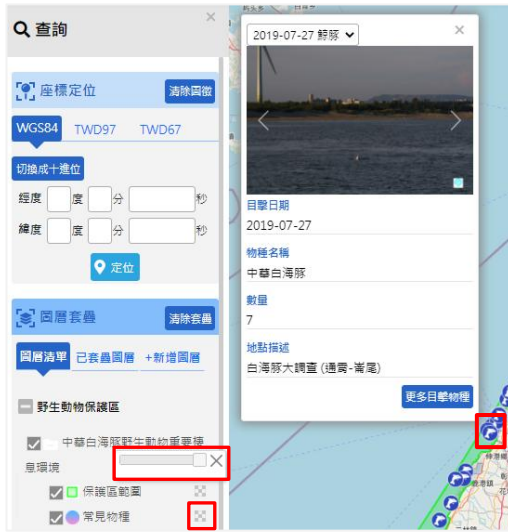 查詢
×
座標定位
清除圖徵
WGS84 TWD97 TWD67
切換成十進位
經度 度 分 秒
緯度 度 分 秒
定位
圖層套疊
清除套疊
圖層清單 已套疊圖層 +新增圖層
野生動物保護區
中華白海豚野生動物重要棲
息環境
保護區範圍
常見物種
2019-07-27 鯨豚
×
目擊日期
2019-07-27
物種名稱
中華白海豚
數量
7
地點描述
白海豚大調查 (通霄-崙尾)
更多目擊物種